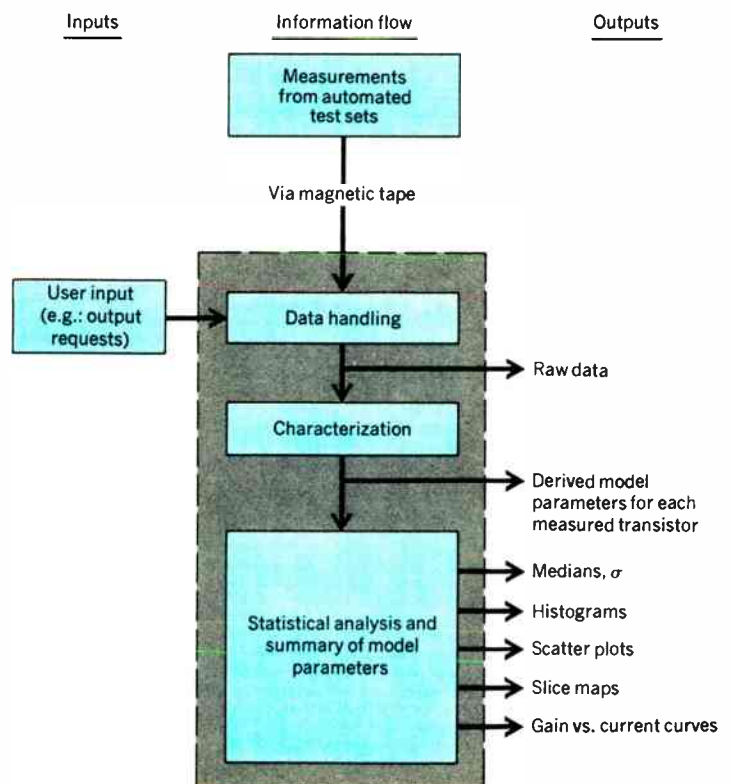 Inputs
Information flow
Outputs
Measurements
from automated
test sets
Via magnetic tape
User input
(e.g.: output
requests)
Data handling
Raw data
Characterization
Derived model
parameters for each
measured transistor
Statistical analysis and
summary of model
parameters
Medians, σ
Histograms
Scatter plots
Slice maps
Gain vs. current curves